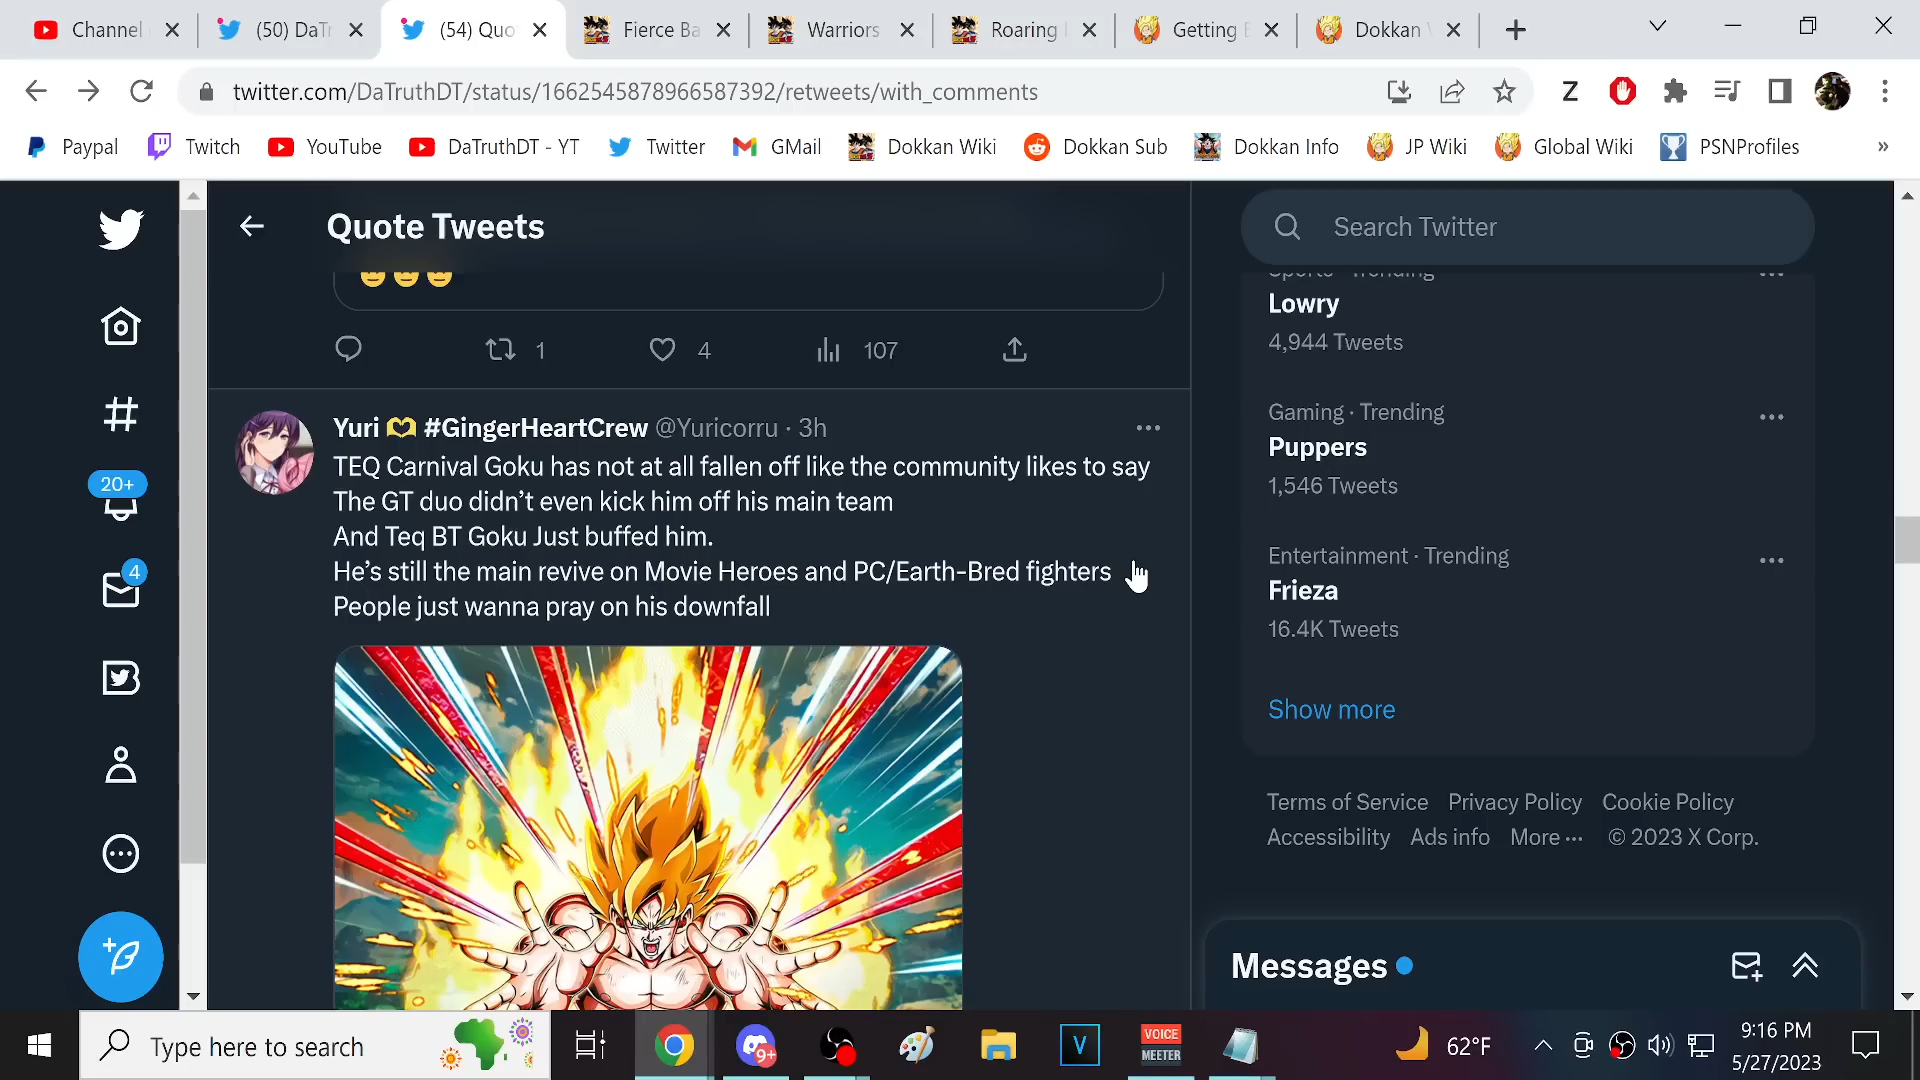 Channel
(50) DaT
(54) Quo
Fierce Ba
Warriors
Roaring
Getting
Dokkan
twitter.com/DaTruthDT/status/1662545878966587392/retweets/with_comments
Z
Paypal
Twitch
YouTube
DaTruthDT - YT
Twitter
GMail
Dokkan Wiki
Dokkan Sub
Dokkan Info
JP Wiki
Global Wiki
PSNProfiles
»
Quote Tweets
Search Twitter
1
4
107
Sports · Trending
Lowry
4,944 Tweets
Yuri 🫶 #GingerHeartCrew @Yuricorru · 3h
TEQ Carnival Goku has not at all fallen off like the community likes to say
The GT duo didn't even kick him off his main team
And Teq BT Goku Just buffed him.
He's still the main revive on Movie Heroes and PC/Earth-Bred fighters
People just wanna pray on his downfall
Gaming · Trending
Puppers
1,546 Tweets
Entertainment · Trending
Frieza
16.4K Tweets
Show more
Terms of Service Privacy Policy Cookie Policy
Accessibility Ads info More ··· © 2023 X Corp.
Messages
20+
4
Type here to search
9+
V
VOICE
MEETER
62°F
9:16 PM
5/27/2023